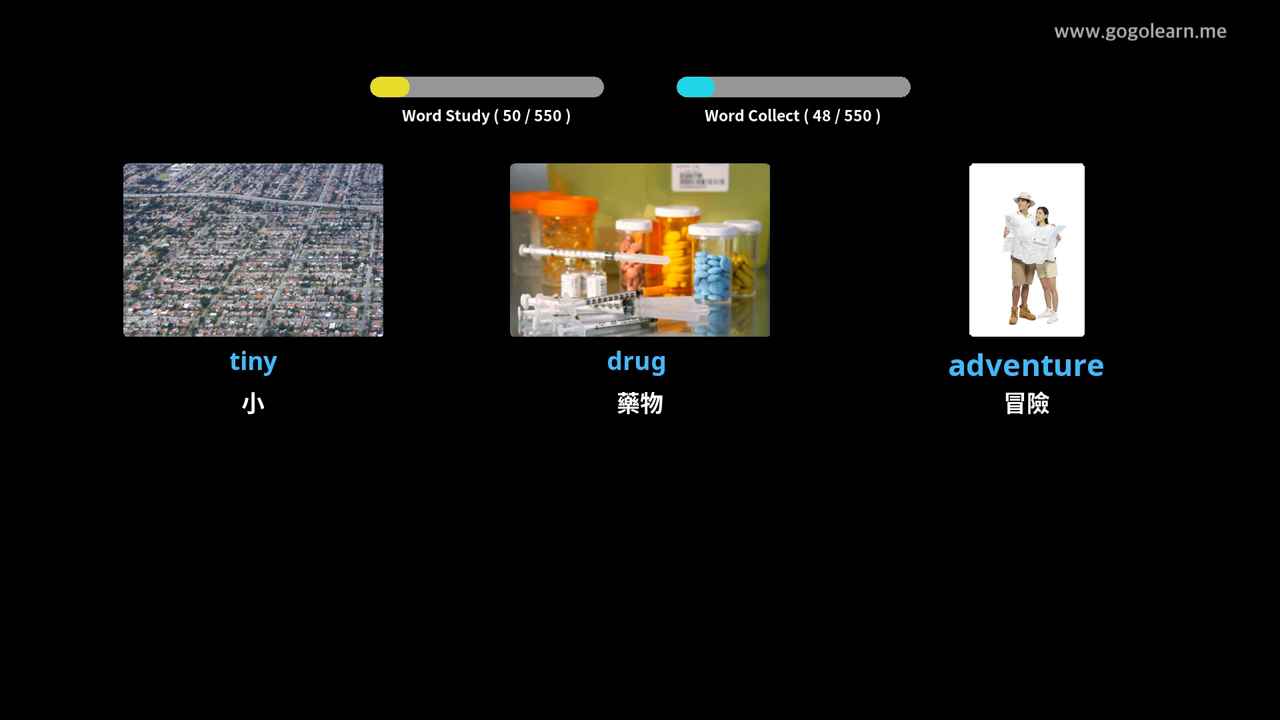 www.gogolearn.me
Word Study ( 50 / 550 )
Word Collect ( 48 / 550 )
tiny
drug
adventure
小
藥物
冒險